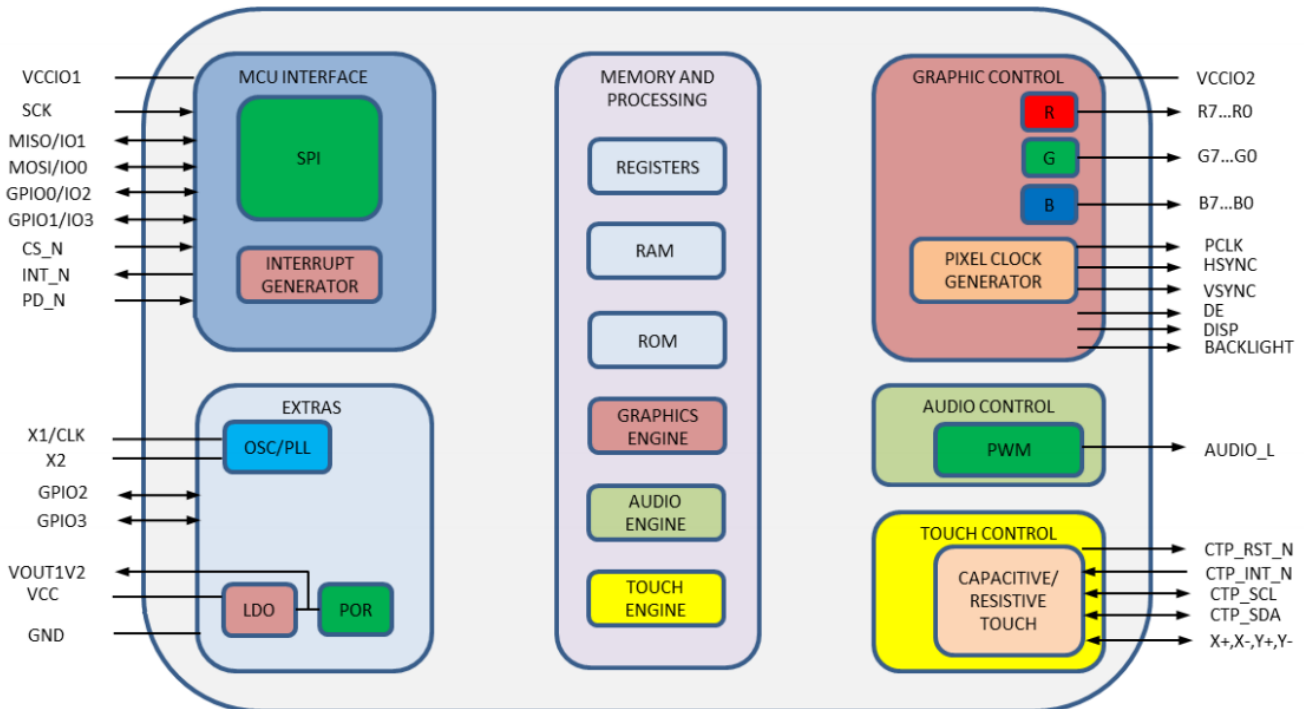 VCCIO1
SCK
MISO/IO1
MOSI/IO0
GPIO0/IO2
GPIO1/IO3
CS_N
INT_N
PD_N
MCU INTERFACE
SPI
INTERRUPT
GENERATOR
X1/CLK
X2
GPIO2
GPIO3
VOUT1V2
VCC
GND
EXTRAS
OSC/PLL
LDO
POR
MEMORY AND
PROCESSING
REGISTERS
RAM
ROM
GRAPHICS
ENGINE
AUDIO
ENGINE
TOUCH
ENGINE
GRAPHIC CONTROL
R
G
B
PIXEL CLOCK
GENERATOR
VCCIO2
R7...R0
G7...G0
B7...B0
PCLK
HSYNC
VSYNC
DE
DISP
BACKLIGHT
AUDIO CONTROL
PWM
AUDIO_L
TOUCH CONTROL
CAPACITIVE/
RESISTIVE
TOUCH
CTP_RST_N
CTP_INT_N
CTP_SCL
CTP_SDA
X+,X-,Y+,Y-